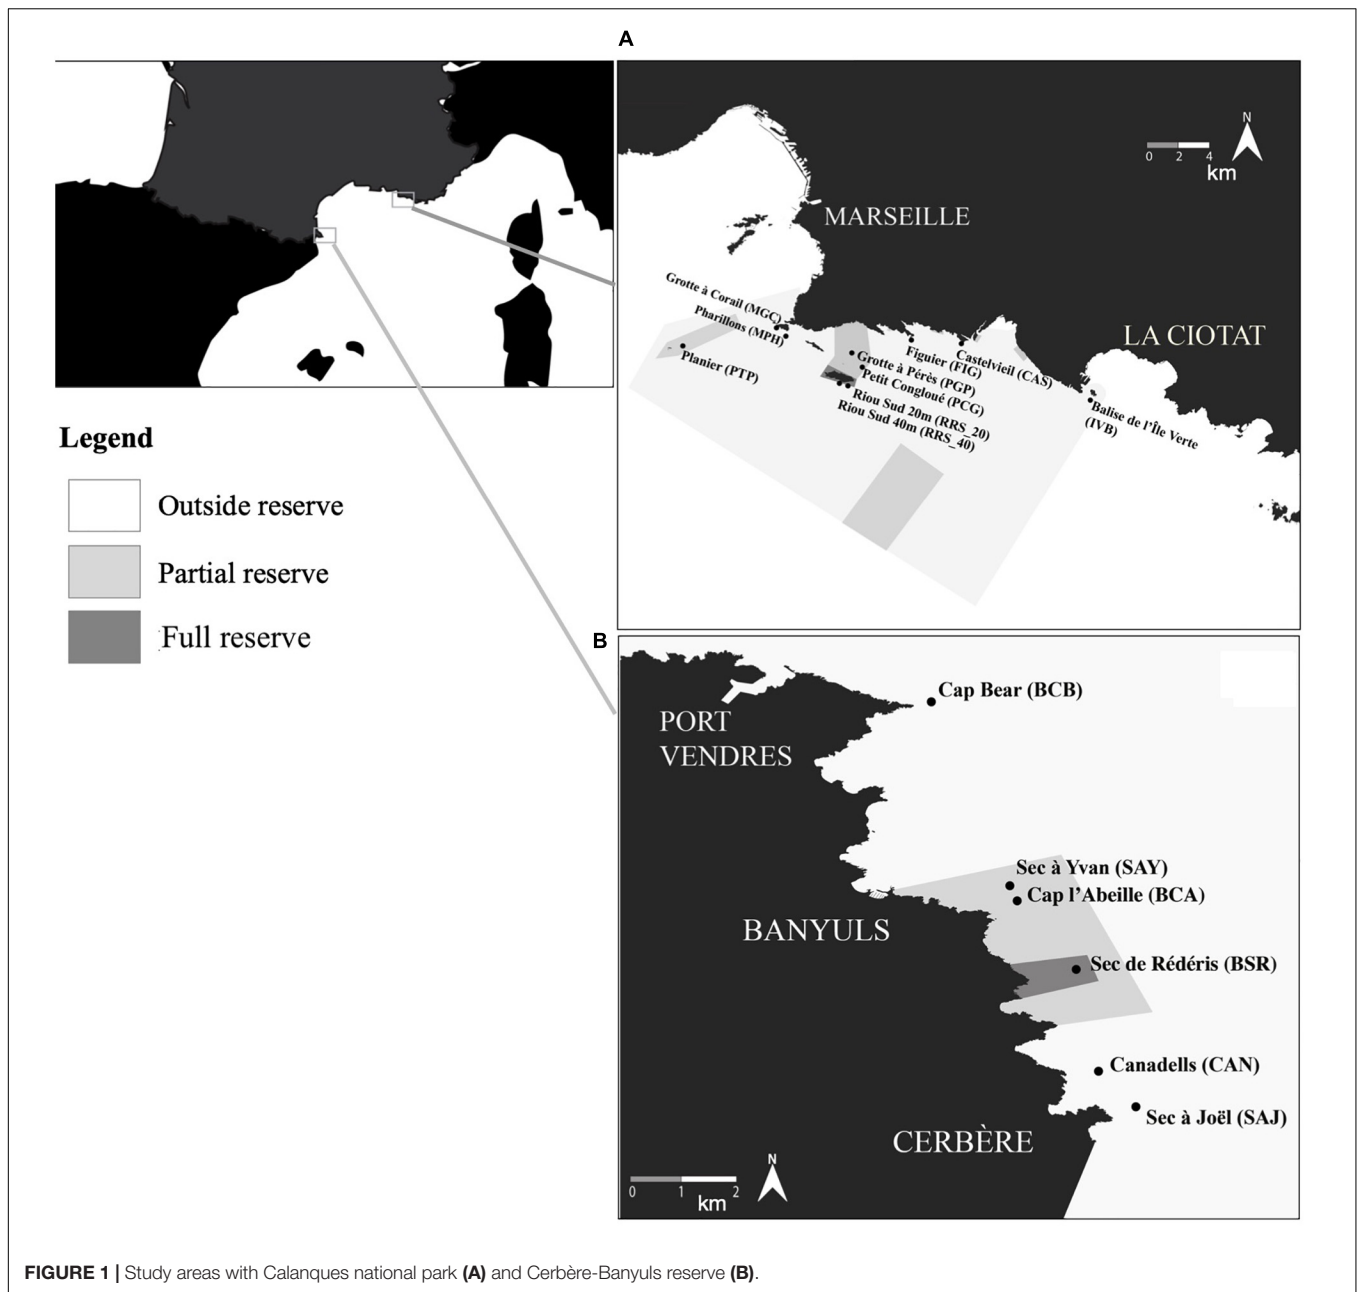 A
N
0 2 4
km
MARSEILLE
LA CIOTAT
Grotte à Corail (MGC)
Pharillons (MPH)
Planier (PTP)
Figuier (FIG)
Castelvieil (CAS)
Grotte à Pérès (PGP)
Petit Congloué (PCG)
Riou Sud 20m (RRS_20)
Riou Sud 40m (RRS_40)
Balise de l'Île Verte
(IVB)
Legend
Outside reserve
Partial reserve
Full reserve
B
PORT
VENDRES
Cap Bear (BCB)
Sec à Yvan (SAY)
Cap l'Abeille (BCA)
BANYULS
Sec de Rédéris (BSR)
Canadells (CAN)
Sec à Joël (SAJ)
CERBÈRE
N
0 1 2
km
FIGURE 1 | Study areas with Calanques national park (A) and Cerbère-Banyuls reserve (B).